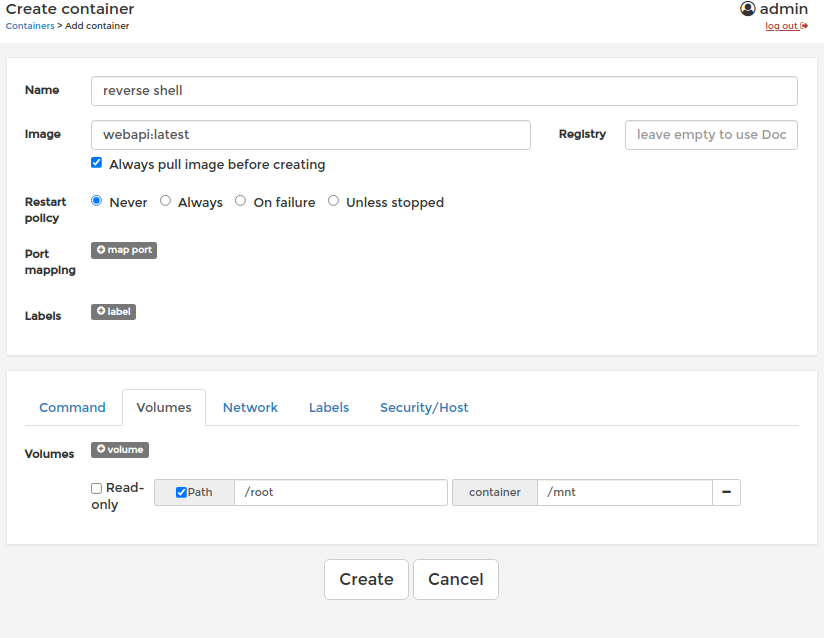 Create container
admin
Containers > Add container
log out
Name
reverse shell
Image
webapi:latest
Registry
leave empty to use Doc
Always pull image before creating
Restart policy
Never Always On failure Unless stopped
Port mapping
map port
Labels
label
Command Volumes Network Labels Security/Host
Volumes
volume
Read-only
Path
/root
container
/mnt
Create Cancel